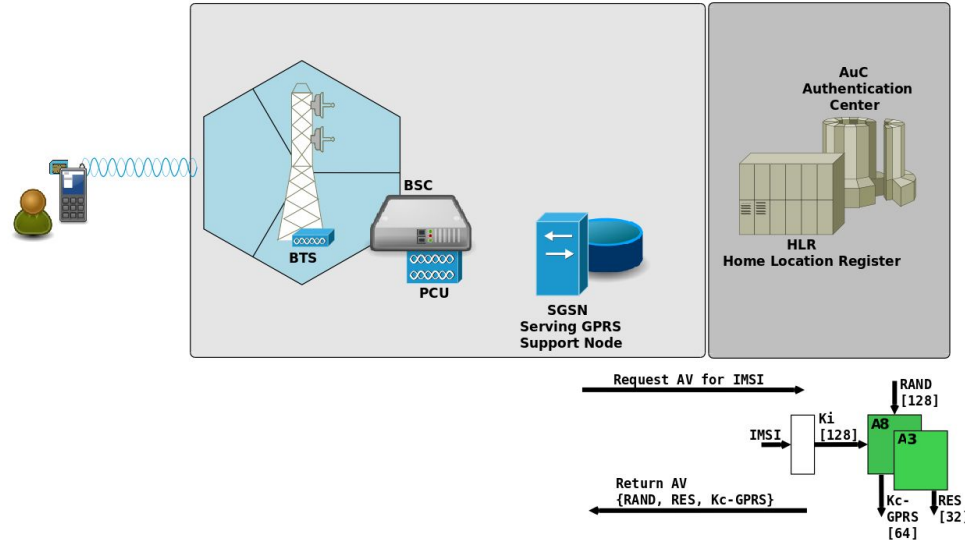 AuC
Authentication
Center
BSC
BTS
PCU
HLR
Home Location Register
SGSN
Serving GPRS
Support Node
Request AV for IMSI
RAND
[128]
IMSI
Ki
[128]
A8
A3
Return AV
{RAND, RES, Kc-GPRS}
Kc-
GPRS
[64]
RES
[32]